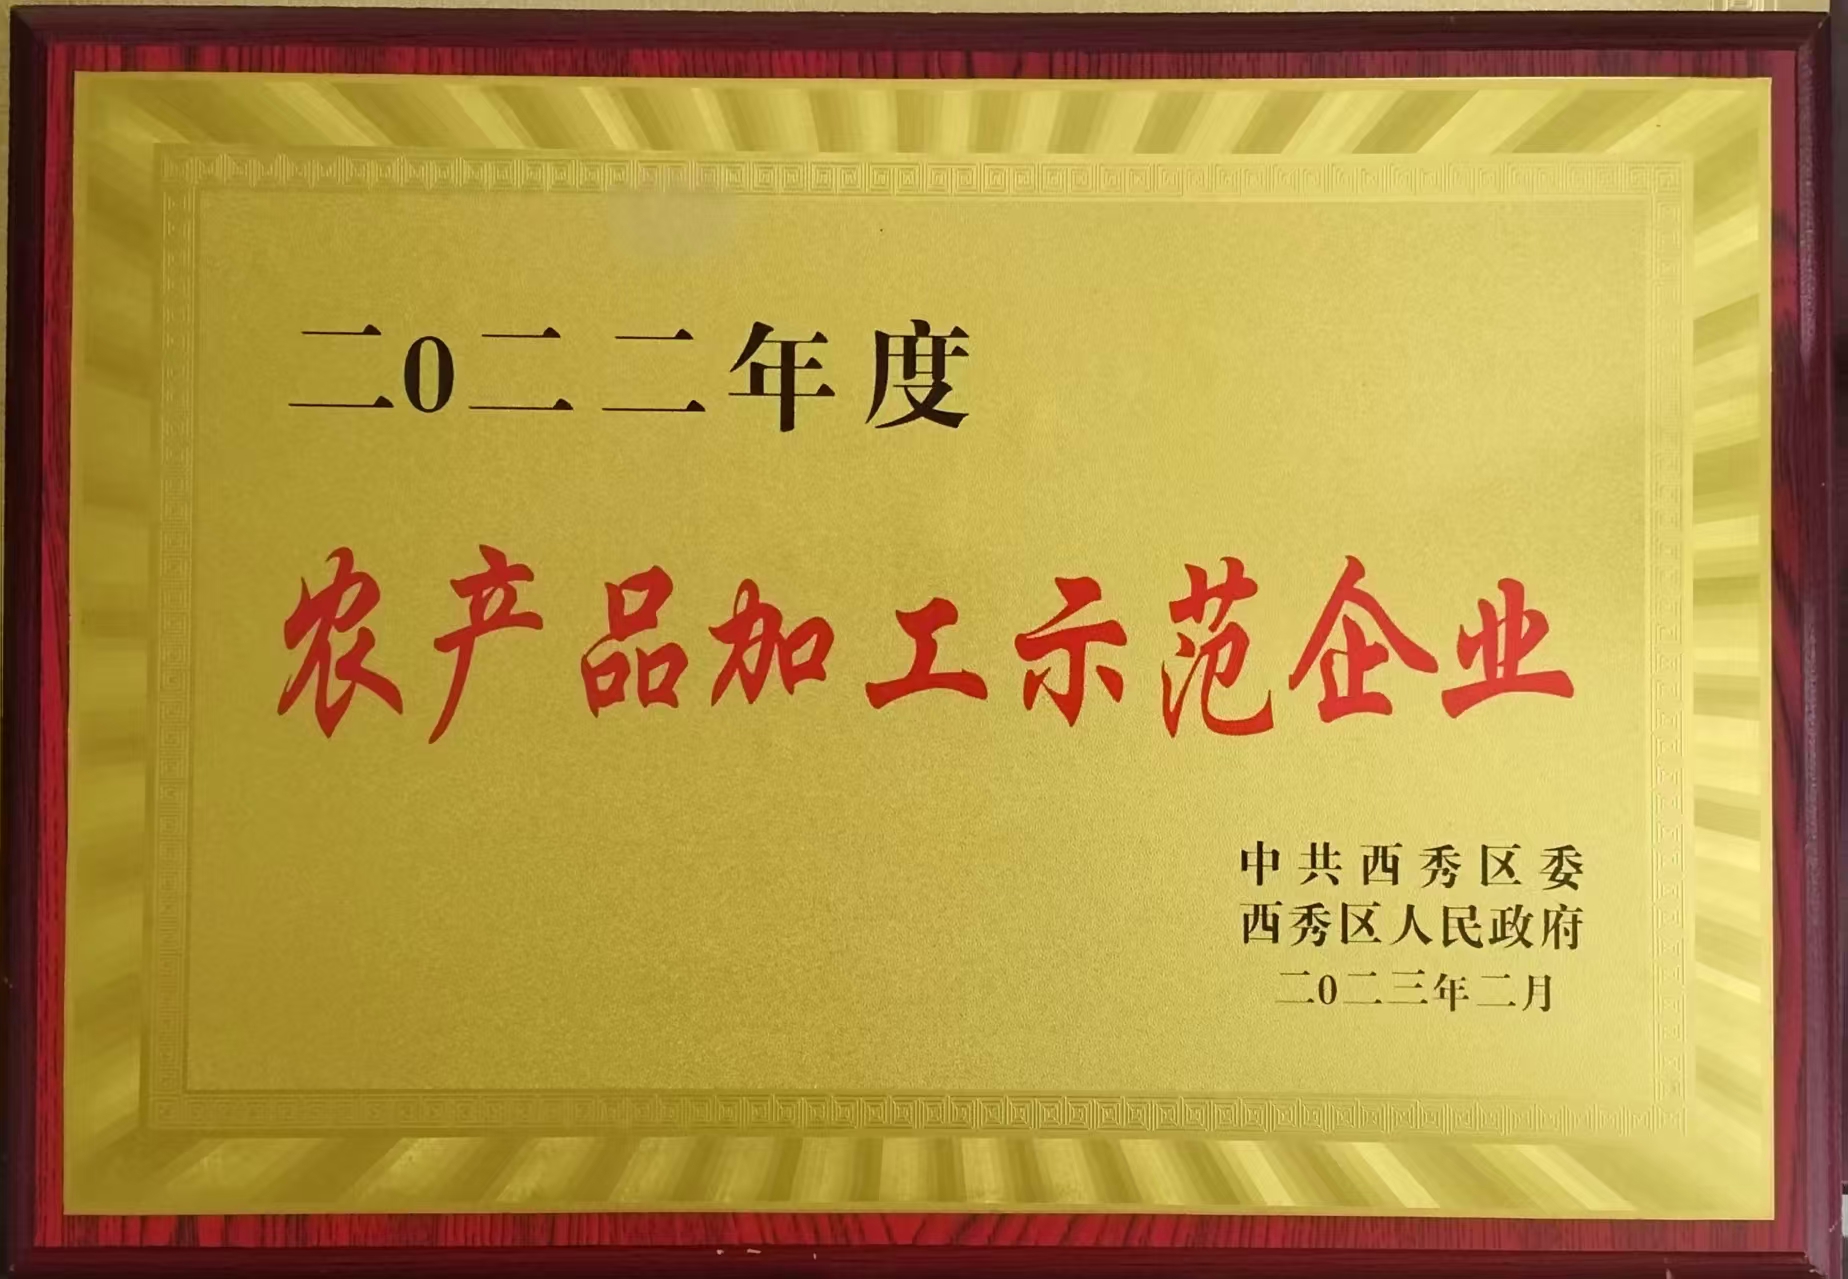 二0二二年度
农产品加工示范企业
中共西秀区委
西秀区人民政府
二0二三年二月